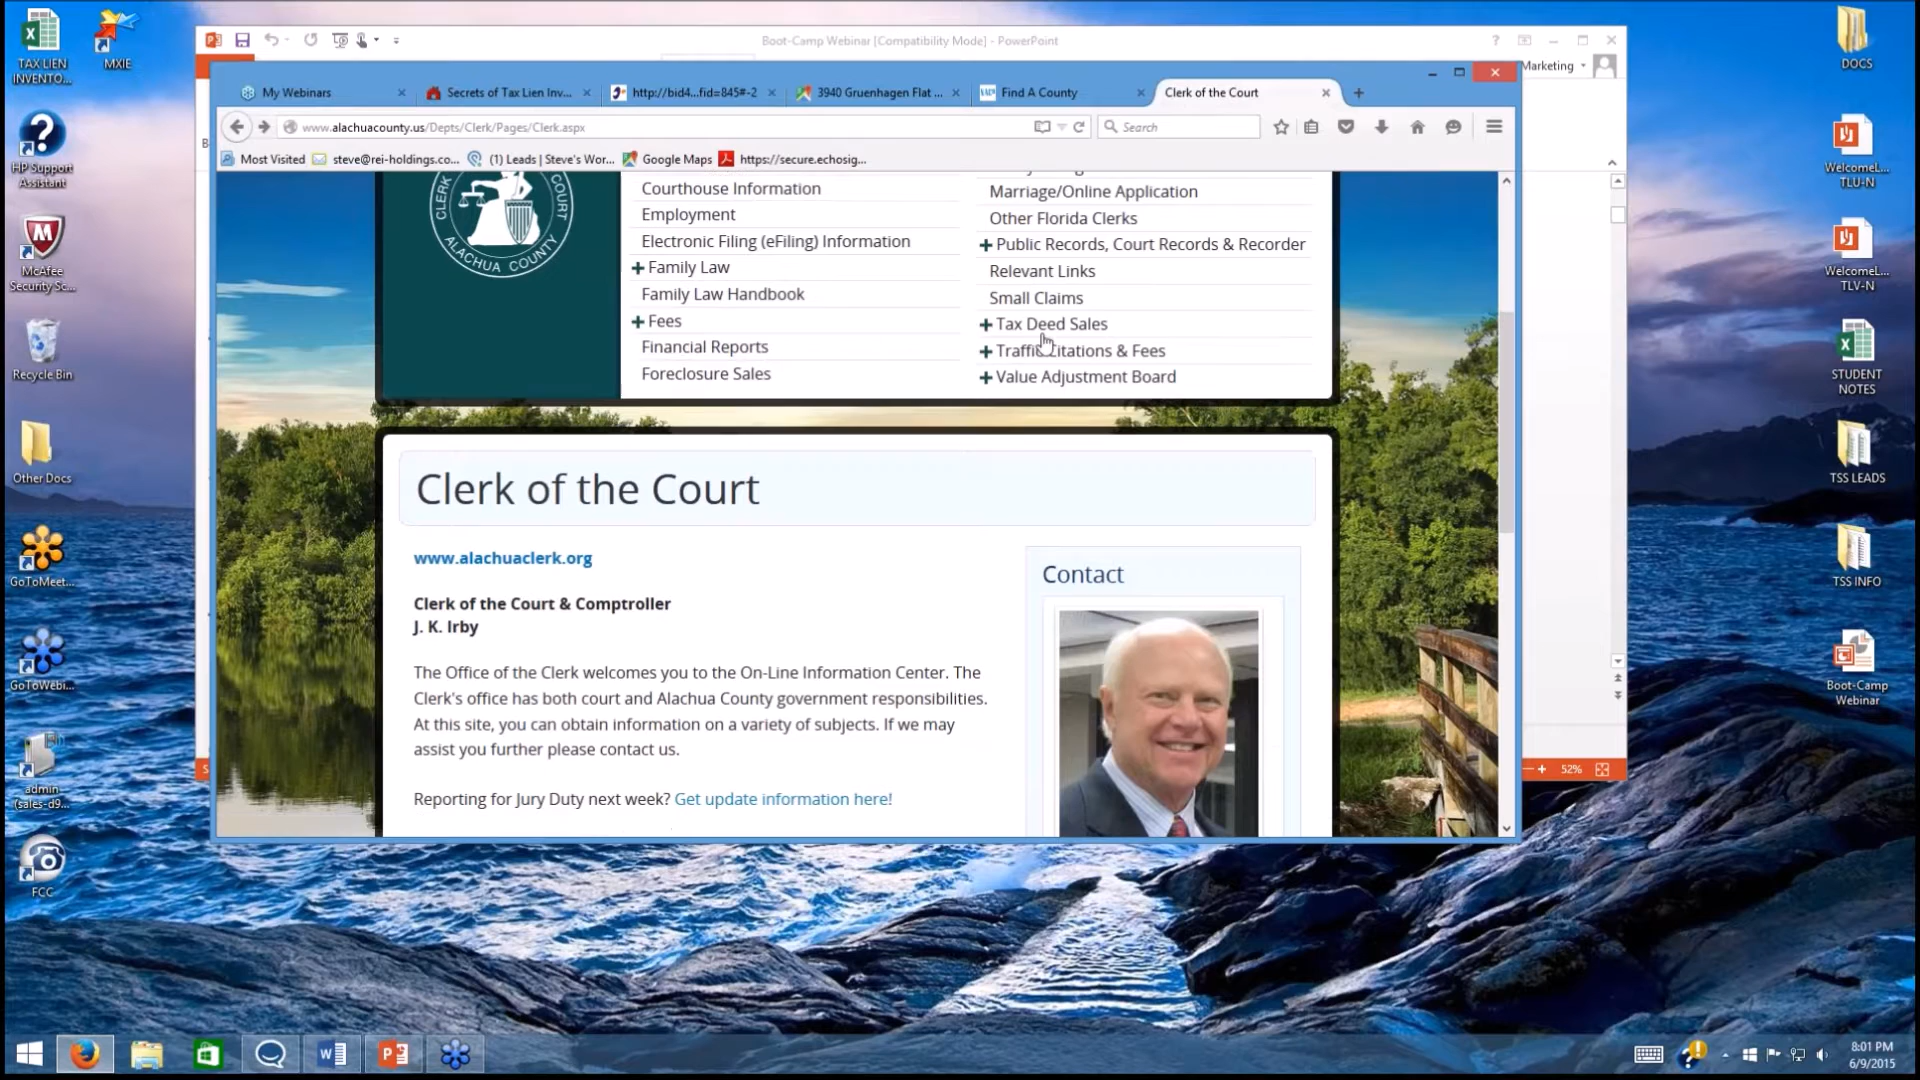 TAX LIEN
INVENTO...
MXIE
HP Support
Assistant
McAfee
Security Sc...
Recycle Bin
Other Docs
GoToMeet...
GoToWebi...
admin
(sales-d9...
FCC
Boot-Camp Webinar [Compatibility Mode] - PowerPoint
Marketing
My Webinars
Secrets of Tax Lien Inv...
http://bid4...fid=845#-2
3940 Gruenhagen Flat ...
Find A County
Clerk of the Court
www.alachuacounty.us/Depts/Clerk/Pages/Clerk.aspx
Search
Most Visited
steve@rei-holdings.co...
(1) Leads | Steve's Wor...
Google Maps
https://secure.echosig...
CLERK
COURT
ALACHUA COUNTY
Courthouse Information
Employment
Electronic Filing (eFiling) Information
Family Law
Family Law Handbook
Fees
Financial Reports
Foreclosure Sales
Marriage/Online Application
Other Florida Clerks
Public Records, Court Records & Recorder
Relevant Links
Small Claims
Tax Deed Sales
Traffic Citations & Fees
Value Adjustment Board
Clerk of the Court
www.alachuaclerk.org
Clerk of the Court & Comptroller
J. K. Irby
The Office of the Clerk welcomes you to the On-Line Information Center. The
Clerk's office has both court and Alachua County government responsibilities.
At this site, you can obtain information on a variety of subjects. If we may
assist you further please contact us.
Reporting for Jury Duty next week? Get update information here!
Contact
52%
DOCS
WelcomeL...
TLU-N
WelcomeL...
TLV-N
STUDENT
NOTES
TSS LEADS
TSS INFO
Boot-Camp
Webinar
8:01 PM
6/9/2015